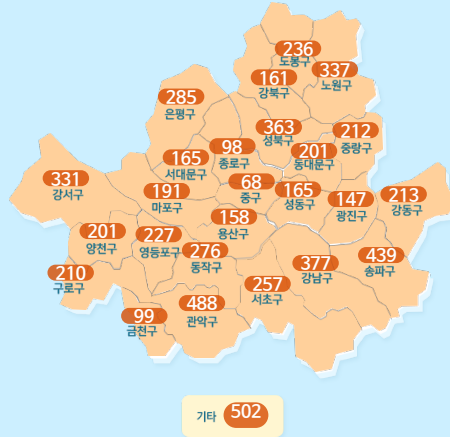 236
도봉구
337
노원구
161
강북구
285
은평구
363
성북구
212
중랑구
98
종로구
201
동대문구
165
서대문구
331
강서구
191
마포구
68
중구
165
성동구
147
광진구
213
강동구
158
용산구
201
양천구
227
영등포구
276
동작구
377
강남구
439
송파구
210
구로구
257
서초구
488
관악구
99
금천구
기타 502